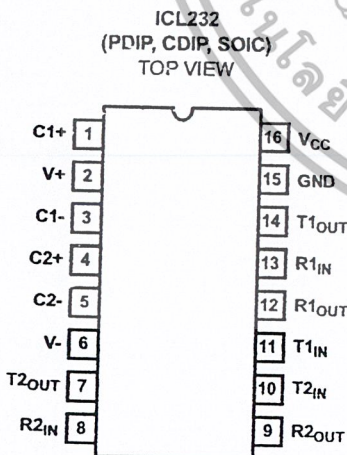 ICL232
(PDIP, CDIP, SOIC)
TOP VIEW
C1+ 1
V+ 2
C1- 3
C2+ 4
C2- 5
V- 6
T2OUT 7
R2IN 8
16 VCC
15 GND
14 T1OUT
13 R1IN
12 R1OUT
11 T1IN
10 T2IN
9 R2OUT